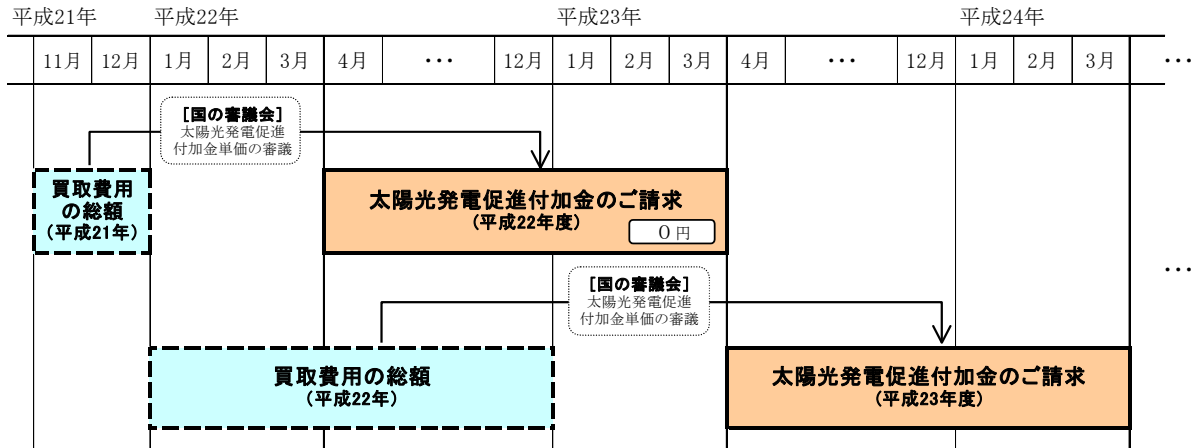 平成21年 平成22年 平成23年 平成24年
11月 12月 1月 2月 3月 4月 ・・・ 12月 1月 2月 3月 4月 ・・・ 12月 1月 2月 3月 ・・・
[国の審議会]
太陽光発電促進
付加金単価の審議
買取費用
の総額
(平成21年)
太陽光発電促進付加金のご請求
(平成22年度)
0円
・・・
[国の審議会]
太陽光発電促進
付加金単価の審議
買取費用の総額
(平成22年)
太陽光発電促進付加金のご請求
(平成23年度)